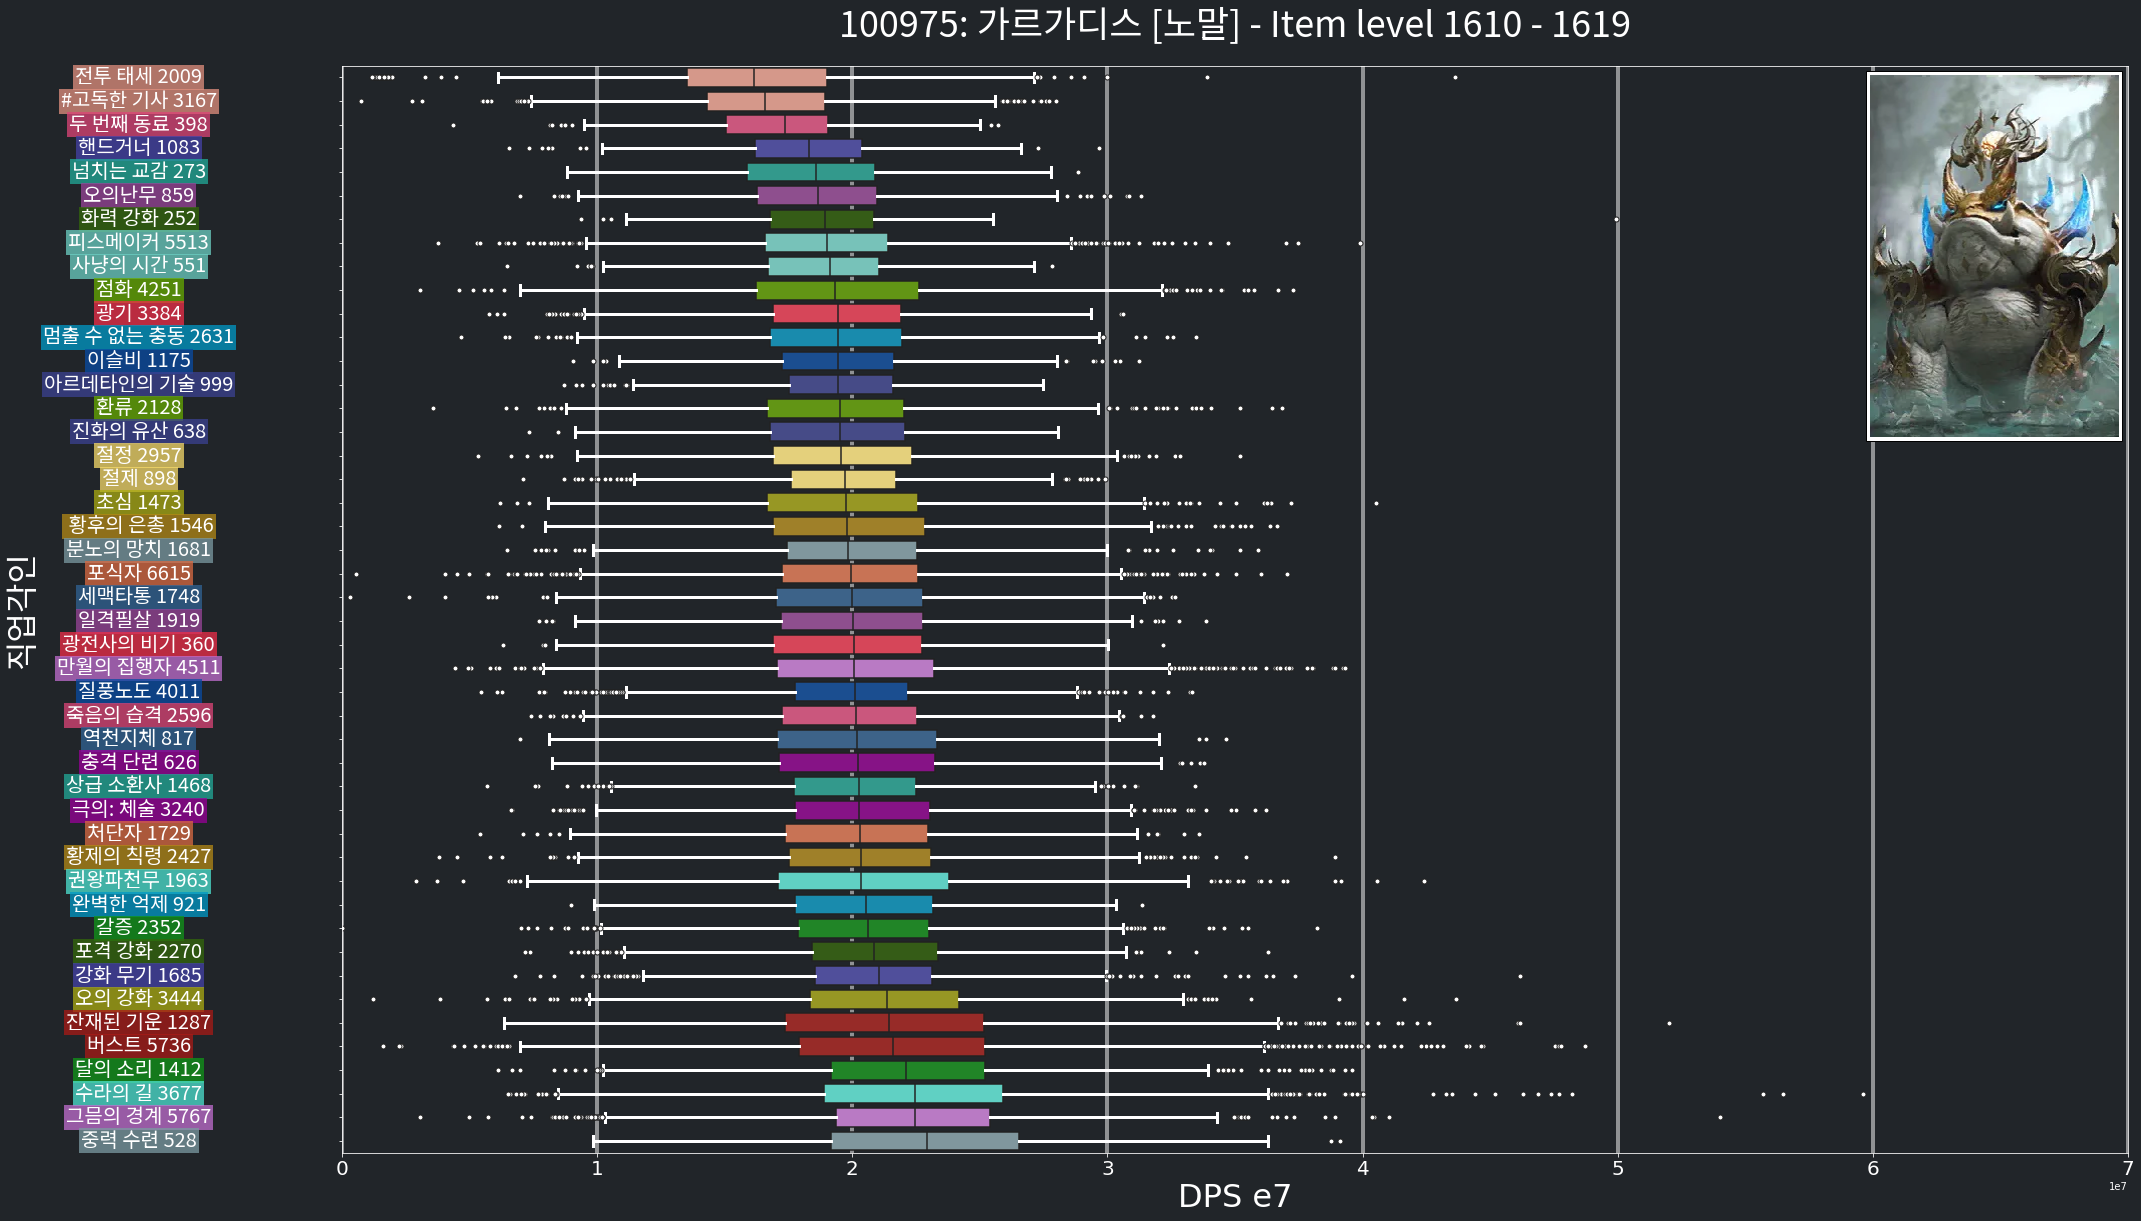 100975: 가르가디스 [노말] - Item level 1610 - 1619
직업각인
전투 태세 2009
#고독한 기사 3167
두 번째 동료 398
핸드거너 1083
넘치는 교감 273
오의난무 859
화력 강화 252
피스메이커 5513
사냥의 시간 551
점화 4251
광기 3384
멈출 수 없는 충동 2631
이슬비 1175
아르데타인의 기술 999
환류 2128
진화의 유산 638
절정 2957
절제 898
초심 1473
황후의 은총 1546
분노의 망치 1681
포식자 6615
세맥타통 1748
일격필살 1919
광전사의 비기 360
만월의 집행자 4511
질풍노도 4011
죽음의 습격 2596
역천지체 817
충격 단련 626
상급 소환사 1468
극의: 체술 3240
처단자 1729
황제의 칙령 2427
권왕파천무 1963
완벽한 억제 921
갈증 2352
포격 강화 2270
강화 무기 1685
오의 강화 3444
잔재된 기운 1287
버스트 5736
달의 소리 1412
수라의 길 3677
그믐의 경계 5767
중력 수련 528
0 1 2 3 4 5 6 7
1e7
DPS e7